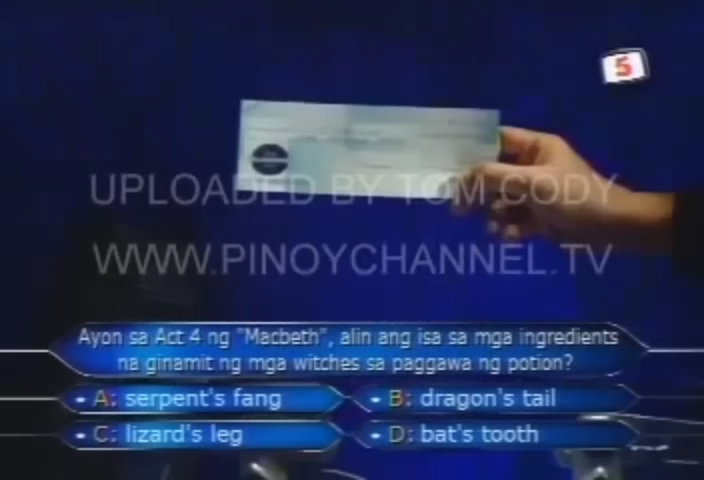 5
UPLOADED BY TOM CODY
WWW.PINOYCHANNEL.TV
Ayon sa Act 4 ng "Macbeth", alin ang isa sa mga ingredients
na ginamit ng mga witches sa paggawa ng potion?
A: serpent's fang
B: dragon's tail
C: lizard's leg
D: bat's tooth